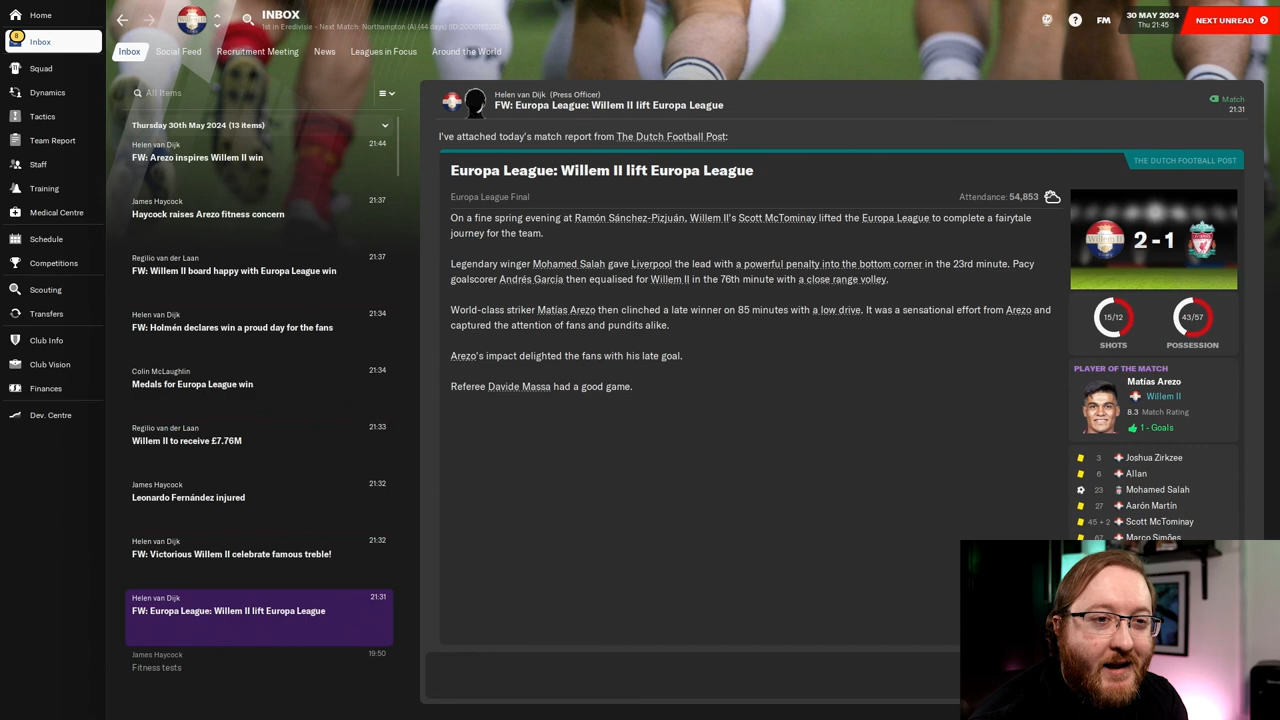 Home
8
Inbox
Squad
Dynamics
Tactics
Team Report
Staff
Training
Medical Centre
Schedule
Competitions
Scouting
Transfers
Club Info
Club Vision
Finances
Dev. Centre
INBOX
1st in Eredivisie - Next Match: Northampton (A) (44 days)
FM
30 MAY 2024
Thu 21:45
NEXT UNREAD
Inbox
Social Feed
Recruitment Meeting
News
Leagues in Focus
Around the World
All Items
Thursday 30th May 2024 (13 items)
Helen van Dijk 21:44
FW: Arezo inspires Willem II win
James Haycock 21:37
Haycock raises Arezo fitness concern
Regilio van der Laan 21:37
FW: Willem II board happy with Europa League win
Helen van Dijk 21:34
FW: Holmén declares win a proud day for the fans
Colin McLaughlin 21:34
Medals for Europa League win
Regilio van der Laan 21:33
Willem II to receive £7.76M
James Haycock 21:32
Leonardo Fernández injured
Helen van Dijk 21:32
FW: Victorious Willem II celebrate famous treble!
Helen van Dijk 21:31
FW: Europa League: Willem II lift Europa League
James Haycock 19:50
Fitness tests
Helen van Dijk (Press Officer)
FW: Europa League: Willem II lift Europa League
Match
21:31
I've attached today's match report from The Dutch Football Post:
THE DUTCH FOOTBALL POST
Europa League: Willem II lift Europa League
Europa League Final
Attendance: 54,853
On a fine spring evening at Ramón Sánchez-Pizjuán, Willem II's Scott McTominay lifted the Europa League to complete a fairytale
journey for the team.
Legendary winger Mohamed Salah gave Liverpool the lead with a powerful penalty into the bottom corner in the 23rd minute. Pacy
goalscorer Andrés García then equalised for Willem II in the 76th minute with a close range volley.
World-class striker Matías Arezo then clinched a late winner on 85 minutes with a low drive. It was a sensational effort from Arezo and
captured the attention of fans and pundits alike.
Arezo's impact delighted the fans with his late goal.
Referee Davide Massa had a good game.
Willem II
2 - 1
15/12
SHOTS
43/57
POSSESSION
PLAYER OF THE MATCH
Matías Arezo
Willem II
8.3 Match Rating
1 - Goals
3 Joshua Zirkzee
6 Allan
23 Mohamed Salah
27 Aarón Martín
45 + 2 Scott McTominay
67 Marco Simões